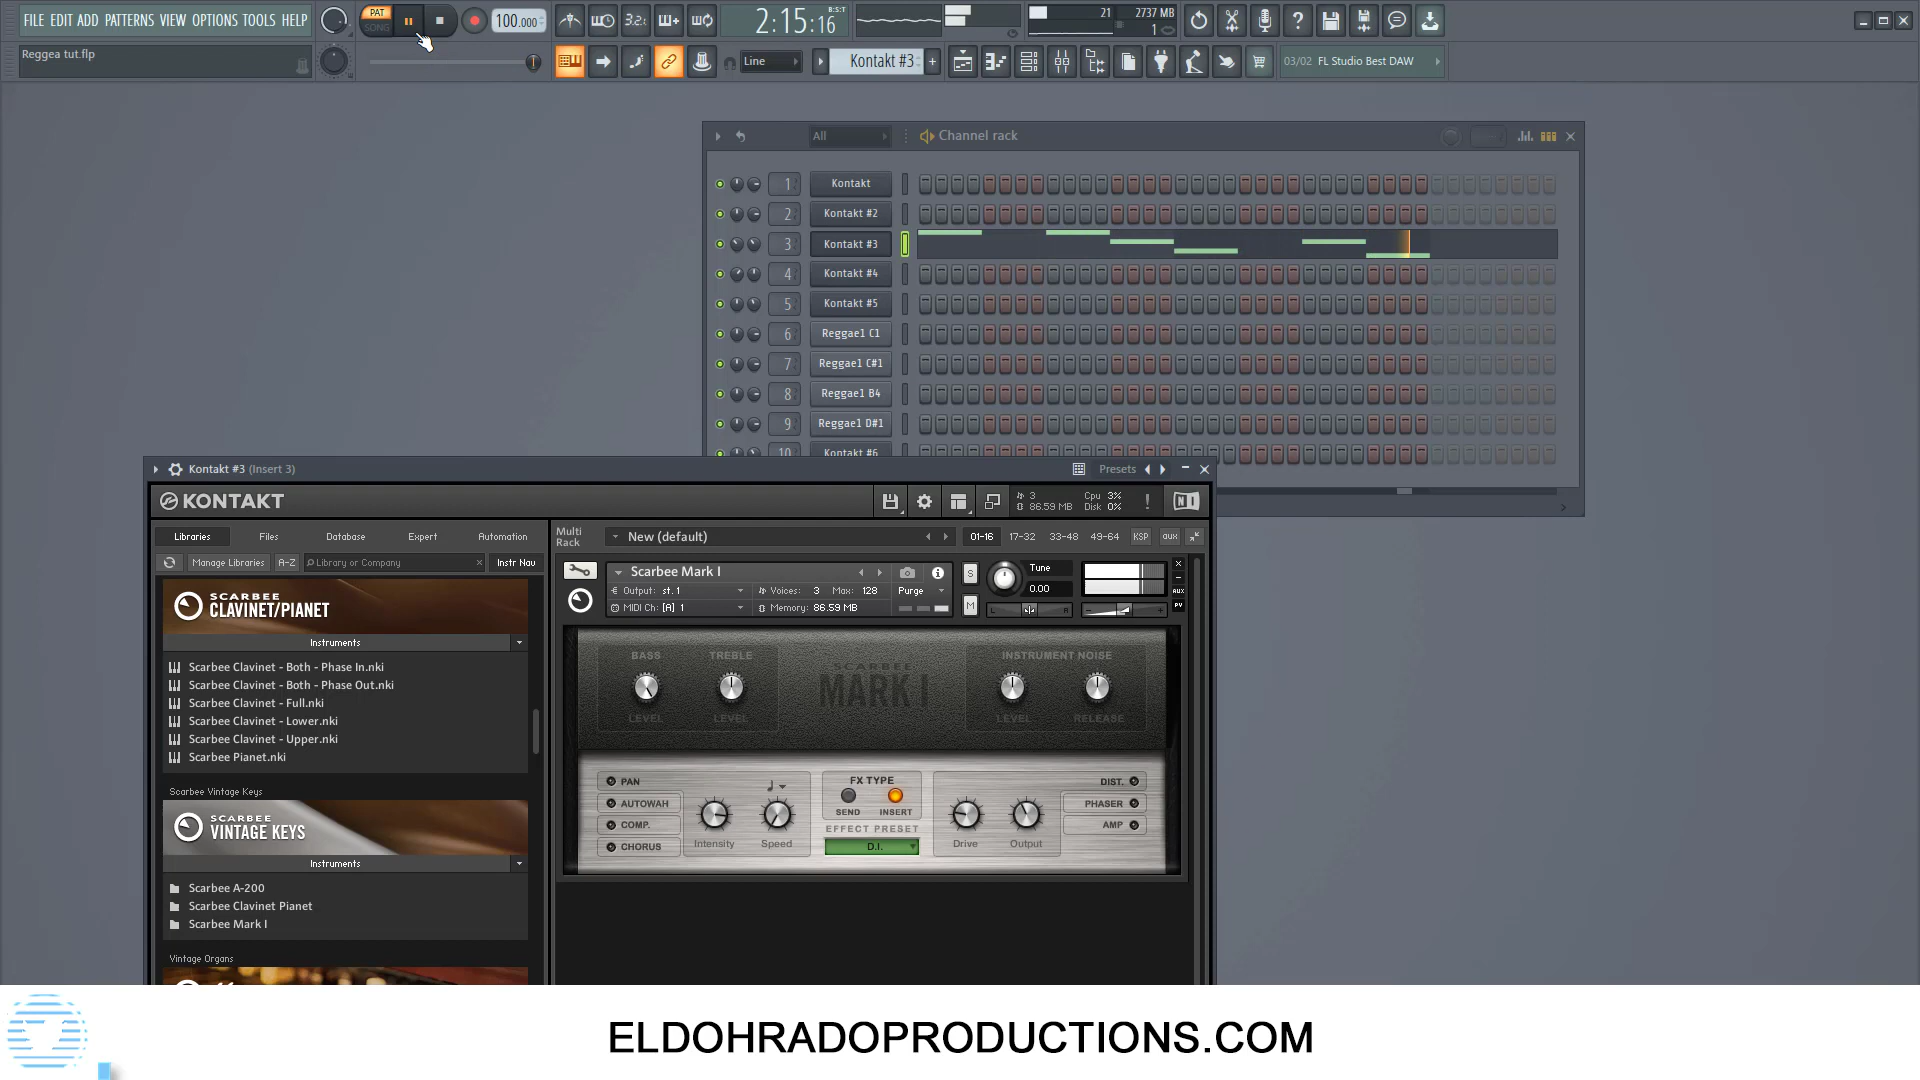 FILE EDIT ADD PATTERNS VIEW OPTIONS TOOLS HELP
PAT
SONG
100.000
3.2.
2:15:16
B:S:T
21
2737 MB
1
Reggea tut.flp
Line
Kontakt #3
03/02 FL Studio Best DAW
All
Channel rack
1 Kontakt
2 Kontakt #2
3 Kontakt #3
4 Kontakt #4
5 Kontakt #5
6 Reggae1 C1
7 Reggae1 C#1
8 Reggae1 B4
9 Reggae1 D#1
10 Kontakt #6
Kontakt #3 (Insert 3)
Presets
KONTAKT
3
86.59 MB
Cpu 3%
Disk 0%
NI
Libraries
Files
Database
Expert
Automation
Multi
Rack
New (default)
01-16
17-32
33-48
49-64
KSP
aux
Manage Libraries
A-Z
Library or Company
Instr Nav
SCARBEE
CLAVINET/PIANET
Instruments
Scarbee Clavinet - Both - Phase In.nki
Scarbee Clavinet - Both - Phase Out.nki
Scarbee Clavinet - Full.nki
Scarbee Clavinet - Lower.nki
Scarbee Clavinet - Upper.nki
Scarbee Pianet.nki
Scarbee Vintage Keys
SCARBEE
VINTAGE KEYS
Instruments
Scarbee A-200
Scarbee Clavinet Pianet
Scarbee Mark I
Vintage Organs
Scarbee Mark I
Output: st.1
Voices: 3 Max: 128
Purge
MIDI Ch: [A] 1
Memory: 86.59 MB
S
M
Tune
0.00
L
R
AUX
PV
BASS
LEVEL
TREBLE
LEVEL
SCARBEE
MARK I
INSTRUMENT NOISE
LEVEL
RELEASE
PAN
AUTOWAH
COMP.
CHORUS
Intensity
Speed
FX TYPE
SEND
INSERT
EFFECT PRESET
D.I.
Drive
Output
DIST.
PHASER
AMP
ELDOHRADOPRODUCTIONS.COM